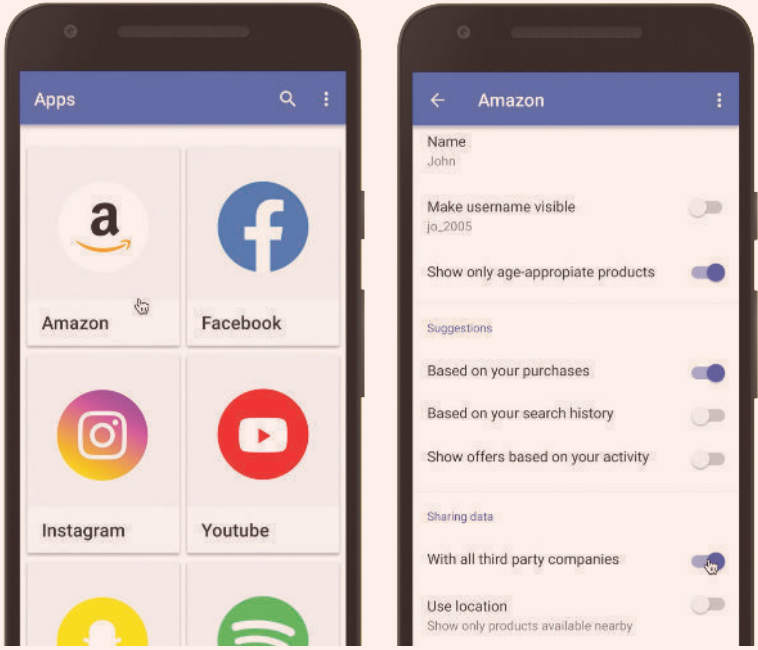 Apps
a
Amazon
Facebook
Instagram
Youtube
Amazon
Name
John
Make username visible
jo_2005
Show only age-appropiate products
Suggestions
Based on your purchases
Based on your search history
Show offers based on your activity
Sharing data
With all third party companies
Use location
Show only products available nearby